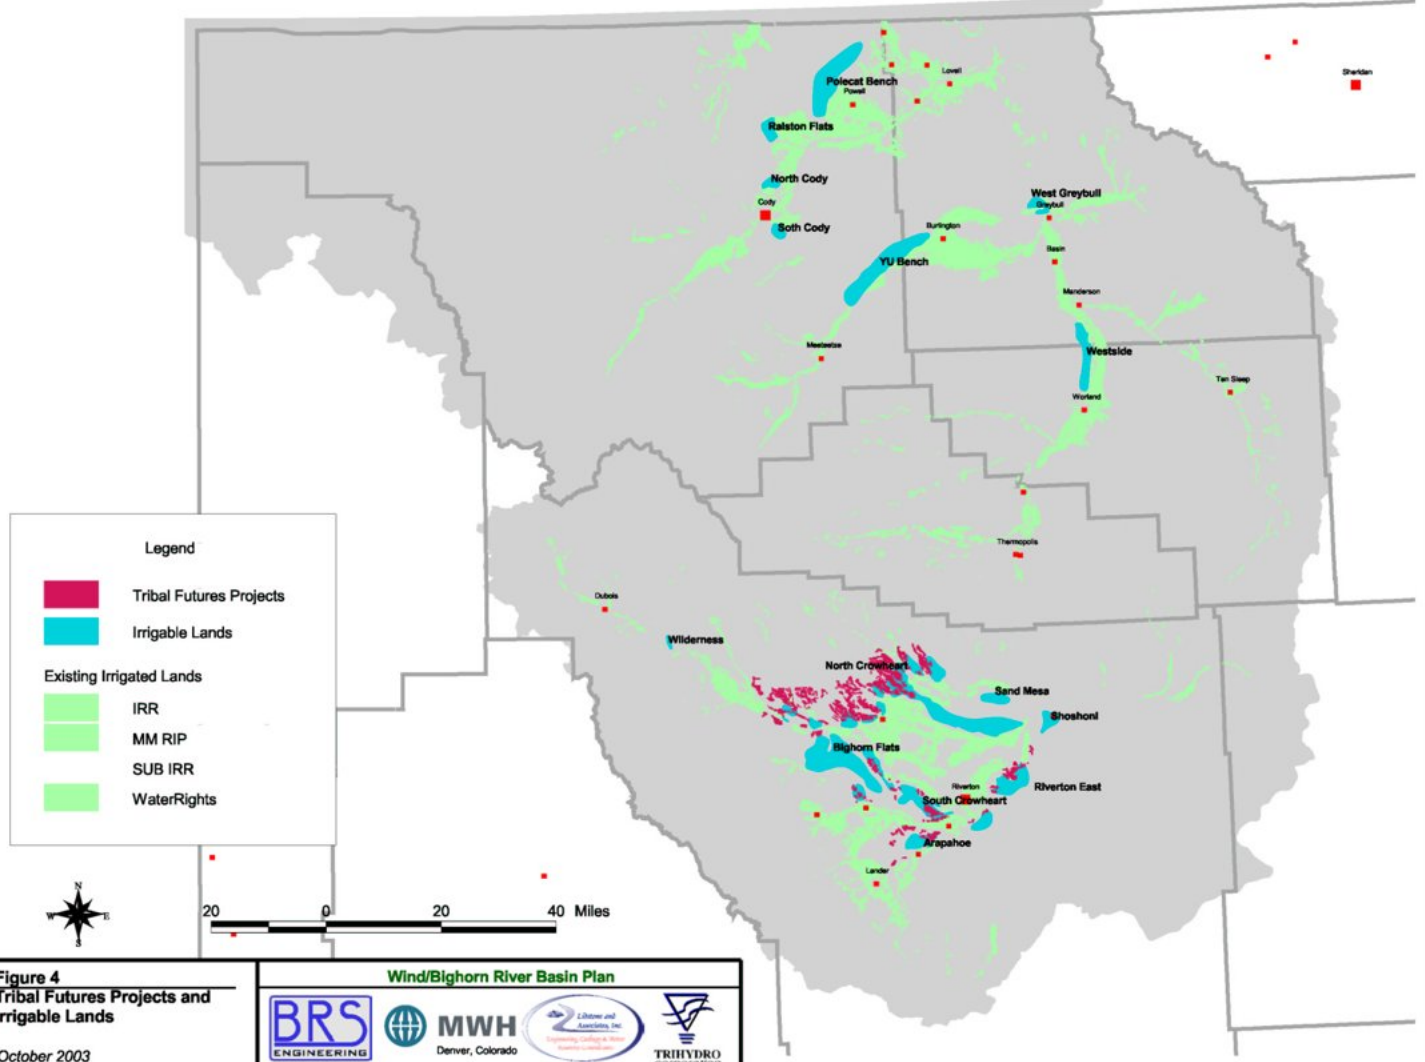 Sheridan
Lovell
Polecat Bench
Powell
Ralston Flats
North Cody
Cody
Soth Cody
West Greybull
Greybull
Burlington
YU Bench
Basin
Manderson
Meeteetse
Westside
Ten Sleep
Worland
Thermopolis
Dubois
Wilderness
North Crowheart
Sand Mesa
Shoshoni
Bighorn Flats
Riverton
Riverton East
South Crowheart
Arapahoe
Lander
Legend
Tribal Futures Projects
Irrigable Lands
Existing Irrigated Lands
IRR
MM RIP
SUB IRR
WaterRights
N
W E
S
20 0 20 40 Miles
Figure 4
Tribal Futures Projects and
Irrigable Lands
October 2003
Wind/Bighorn River Basin Plan
BRS
ENGINEERING
MWH
Denver, Colorado
Associates, Inc.
TRIHYDRO